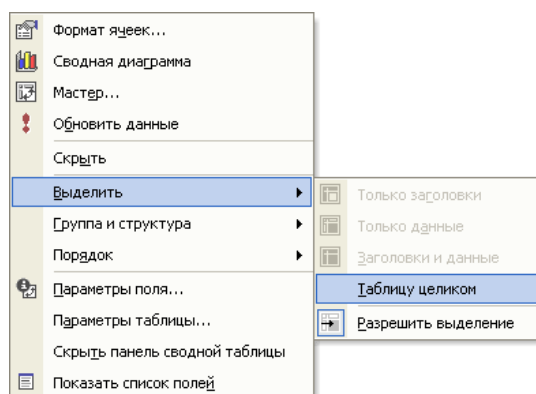 Формат ячеек...
Сводная диаграмма
Мастер...
Обновить данные
Скрыть
Выделить
Группа и структура
Порядок
Параметры поля...
Параметры таблицы...
Скрыть панель сводной таблицы
Показать список полей
Только заголовки
Только данные
Заголовки и данные
Таблицу целиком
Разрешить выделение